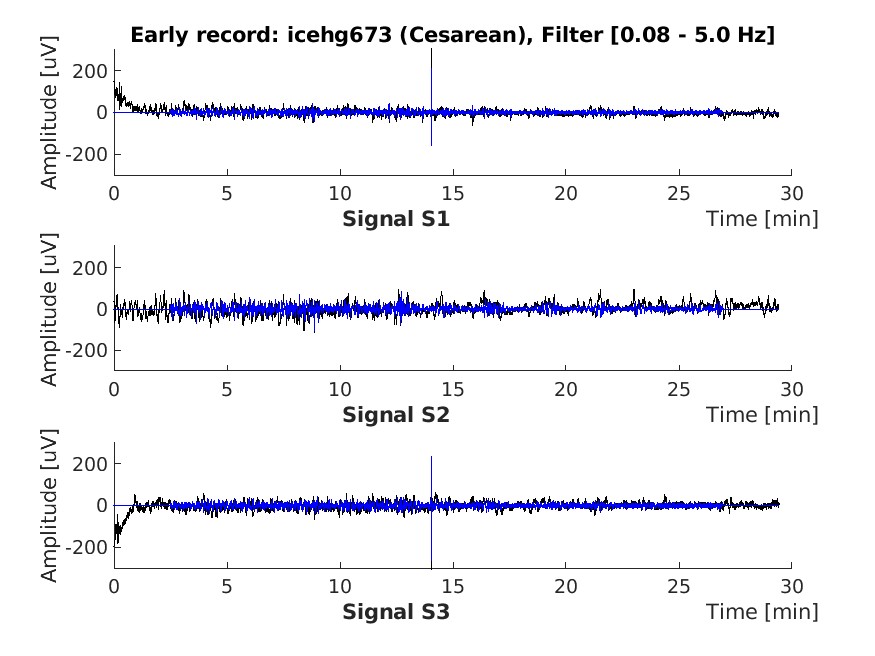 Early record: icehg673 (Cesarean), Filter [0.08 - 5.0 Hz]
Amplitude [uV]
200
0
-200
0 5 10 15 20 25 30
Signal S1 Time [min]
Amplitude [uV]
200
0
-200
0 5 10 15 20 25 30
Signal S2 Time [min]
Amplitude [uV]
200
0
-200
0 5 10 15 20 25 30
Signal S3 Time [min]